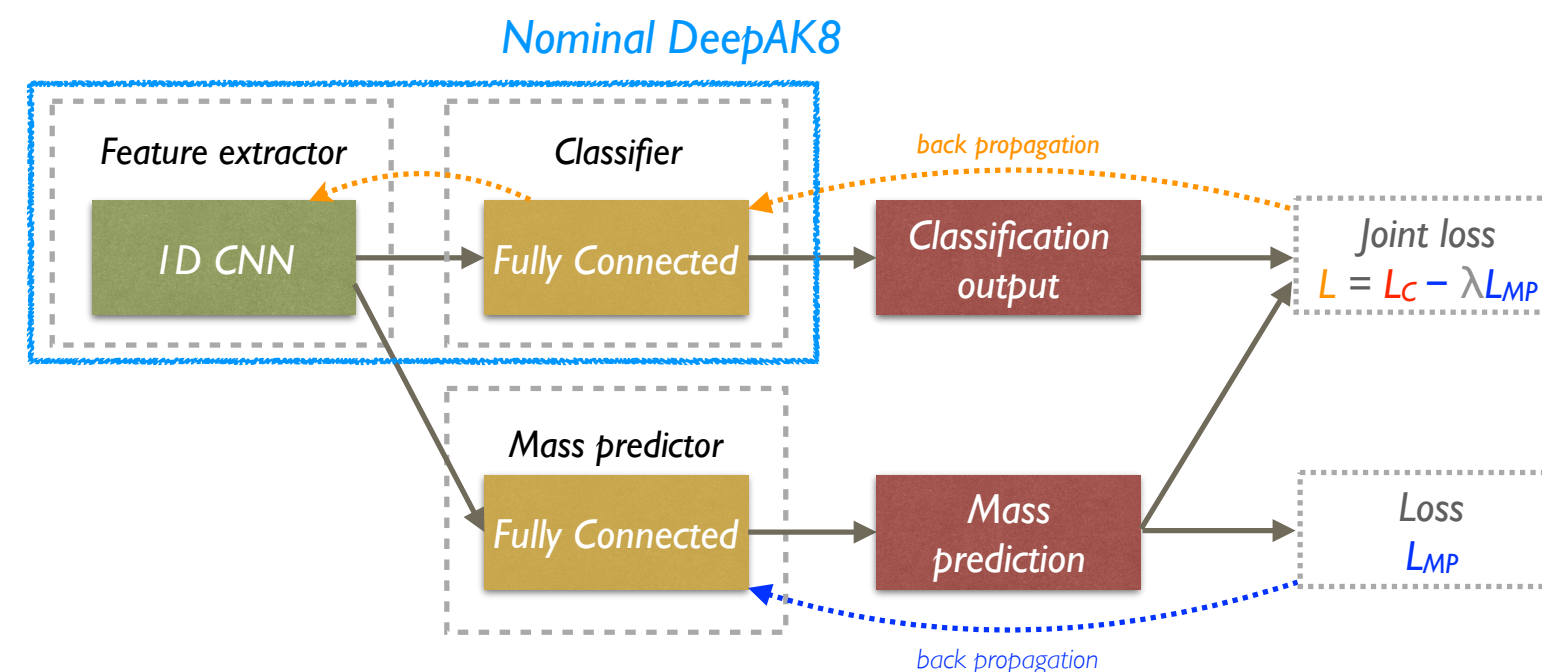 Nominal DeepAK8
Feature extractor
Classifier
back propagation
1D CNN
Fully Connected
Classification
output
Joint loss
L = LC − λLMP
Mass predictor
Fully Connected
Mass
prediction
Loss
LMP
back propagation